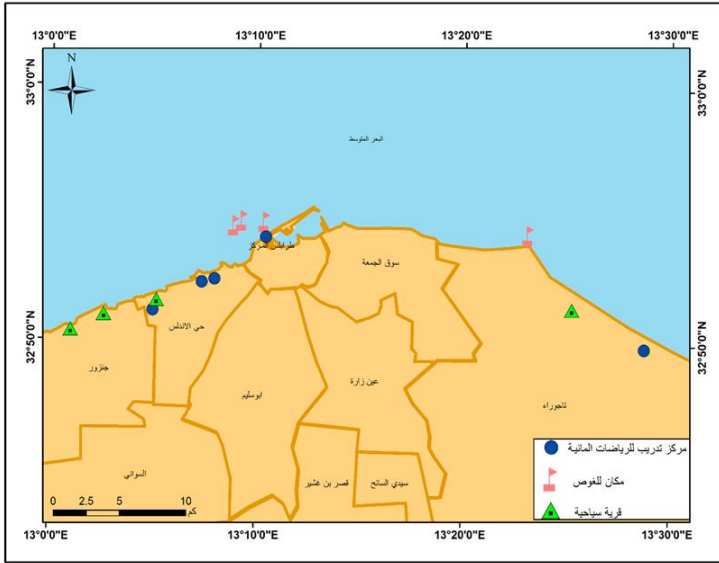 13°0'0"E 13°10'0"E 13°20'0"E 13°30'0"E
N
33°0'0"N 33°0'0"N
البحر المتوسط
طرابلس المركز
سوق الجمعة
حي الاندلس
32°50'0"N 32°50'0"N
جنزور
عين زارة
ابوسليم
تاجوراء
السواني
قصر بن غشير
سيدي السائح
مركز تدريب للرياضات المائية
مكان للغوص
قرية سياحية
0 2.5 5 10
كم
13°0'0"E 13°10'0"E 13°20'0"E 13°30'0"E